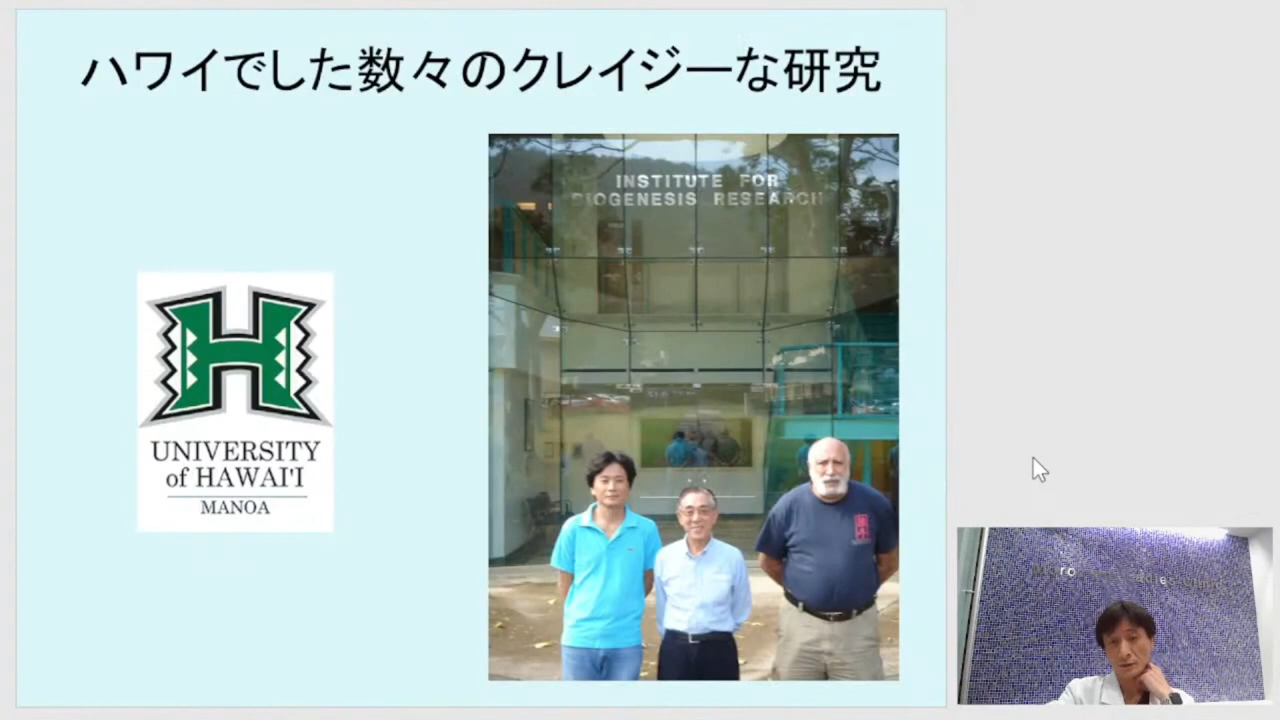 ハワイでした数々のクレイジーな研究
INSTITUTE FOR
BIOGENESIS RESEARCH
UNIVERSITY
of HAWAI'I
MANOA